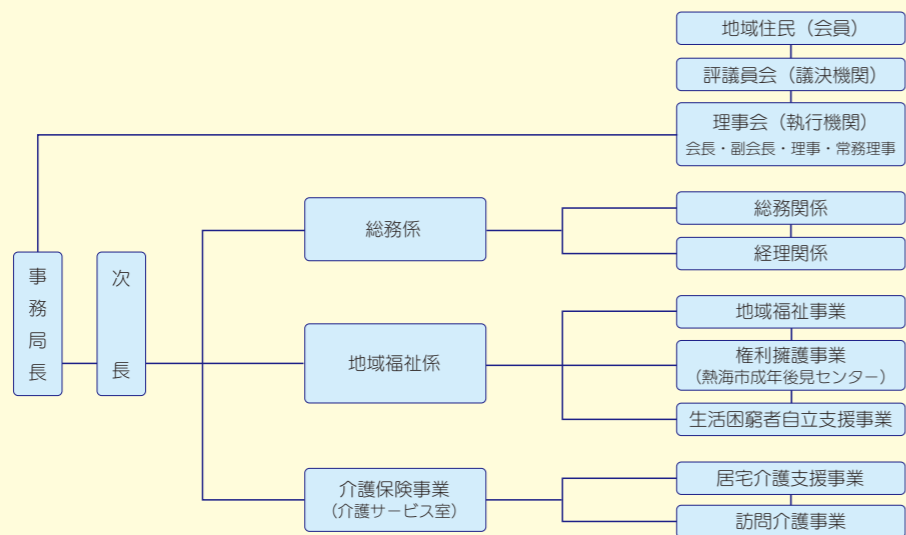 地域住民（会員）
評議員会（議決機関）
理事会（執行機関）
会長・副会長・理事・常務理事
事務局長
次長
総務係
総務関係
経理関係
地域福祉係
地域福祉事業
権利擁護事業
（熱海市成年後見センター）
生活困窮者自立支援事業
介護保険事業
（介護サービス室）
居宅介護支援事業
訪問介護事業